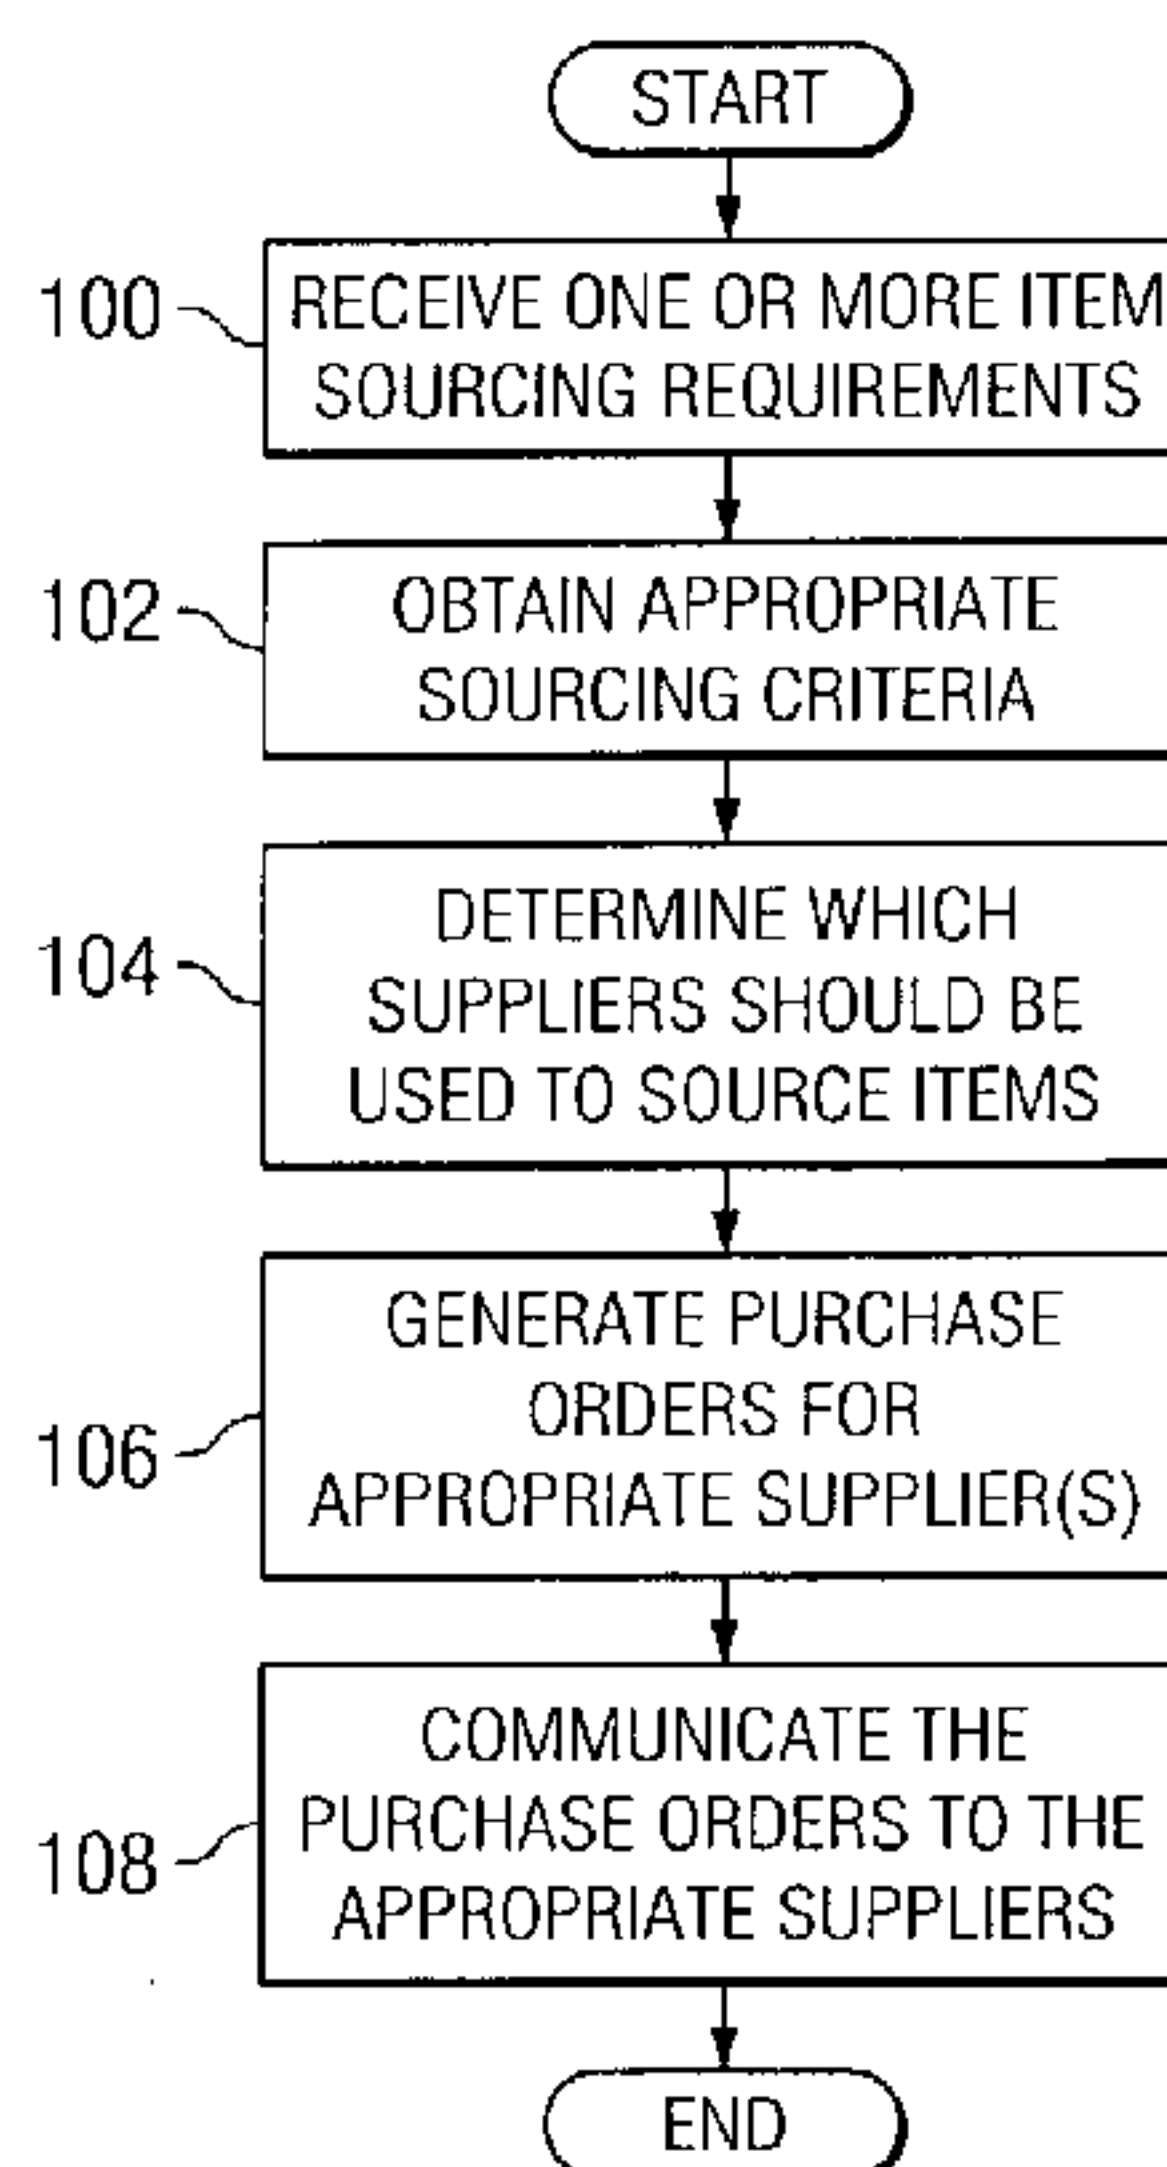 START
100
RECEIVE ONE OR MORE ITEM
SOURCING REQUIREMENTS
102
OBTAIN APPROPRIATE
SOURCING CRITERIA
104
DETERMINE WHICH
SUPPLIERS SHOULD BE
USED TO SOURCE ITEMS
106
GENERATE PURCHASE
ORDERS FOR
APPROPRIATE SUPPLIER(S)
108
COMMUNICATE THE
PURCHASE ORDERS TO THE
APPROPRIATE SUPPLIERS
END